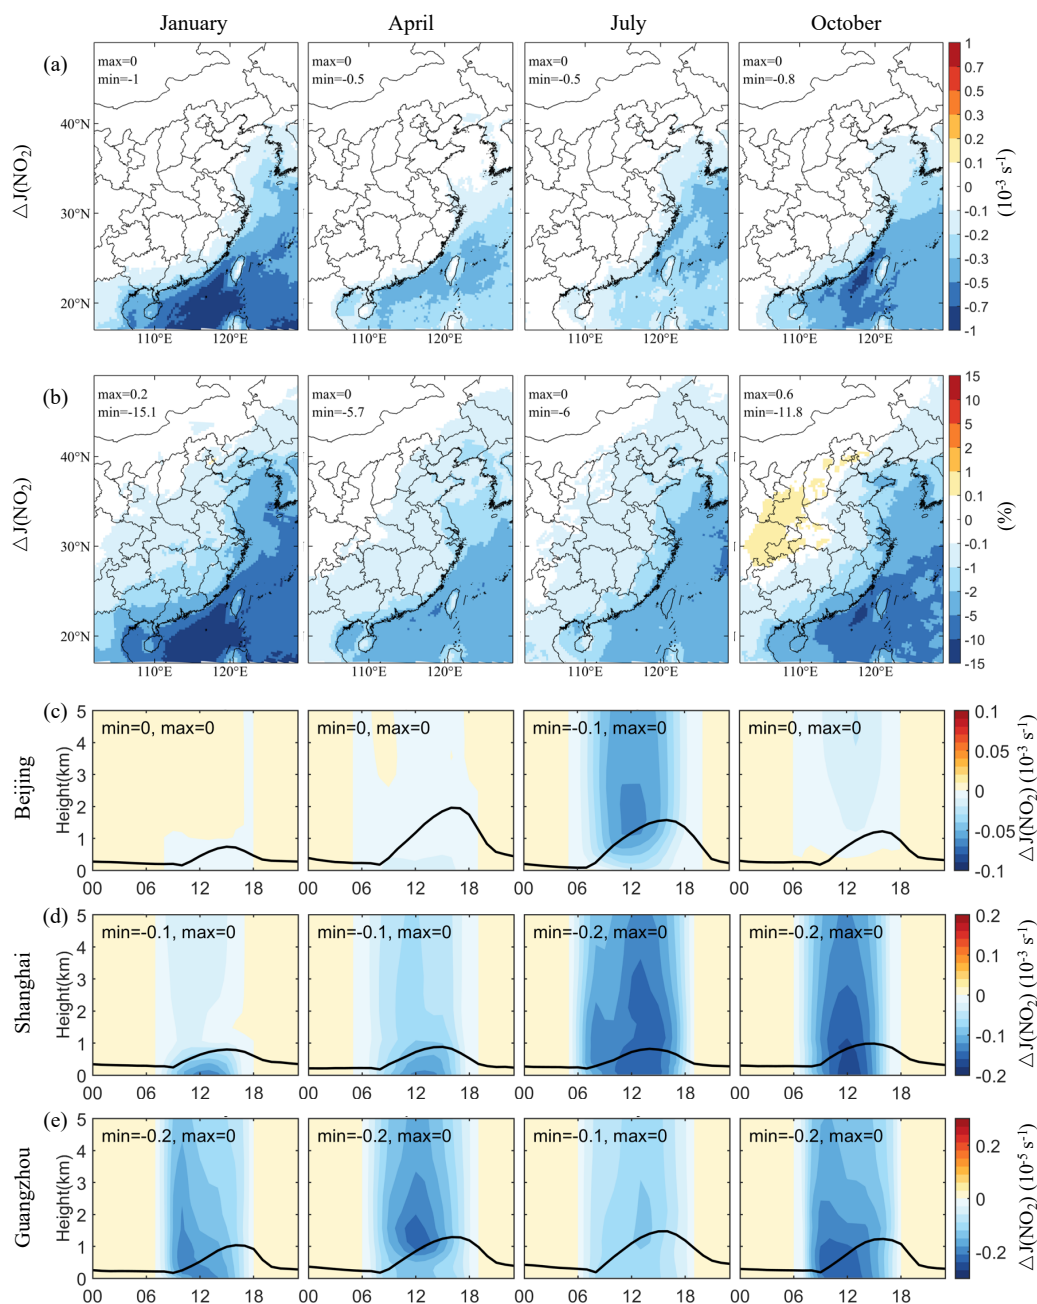 January April July October
(a)
max=0
min=-1
max=0
min=-0.5
max=0
min=-0.5
max=0
min=-0.8
△J(NO₂)
40°N
30°N
20°N
110°E 120°E 110°E 120°E 110°E 120°E 110°E 120°E
1
0.7
0.5
0.3
0.2
0.1
0
-0.1
-0.3
-0.5
-0.7
-1
(10⁻³ s⁻¹)
(b)
max=0.2
min=-15.1
max=0
min=-5.7
max=0
min=-6
max=0.6
min=-11.8
△J(NO₂)
40°N
30°N
20°N
110°E 120°E 110°E 120°E 110°E 120°E 110°E 120°E
15
10
5
2
1
0.1
0
-0.1
-1
-2
-5
-10
-15
(%)
(c)
Beijing
Height(km)
5
4
3
2
1
0
min=0, max=0 min=0, max=0 min=-0.1, max=0 min=0, max=0
00 06 12 18 00 06 12 18 00 06 12 18 00 06 12 18
0.1
0.05
0
-0.05
-0.1
△J(NO₂) (10⁻³ s⁻¹)
(d)
Shanghai
Height(km)
5
4
3
2
1
0
min=-0.1, max=0 min=-0.1, max=0 min=-0.2, max=0 min=-0.2, max=0
00 06 12 18 00 06 12 18 00 06 12 18 00 06 12 18
0.2
0.1
0
-0.1
-0.2
△J(NO₂) (10⁻³ s⁻¹)
(e)
Guangzhou
Height(km)
5
4
3
2
1
0
min=-0.2, max=0 min=-0.2, max=0 min=-0.1, max=0 min=-0.2, max=0
00 06 12 18 00 06 12 18 00 06 12 18 00 06 12 18
0.2
0
-0.2
△J(NO₂) (10⁻⁵ s⁻¹)